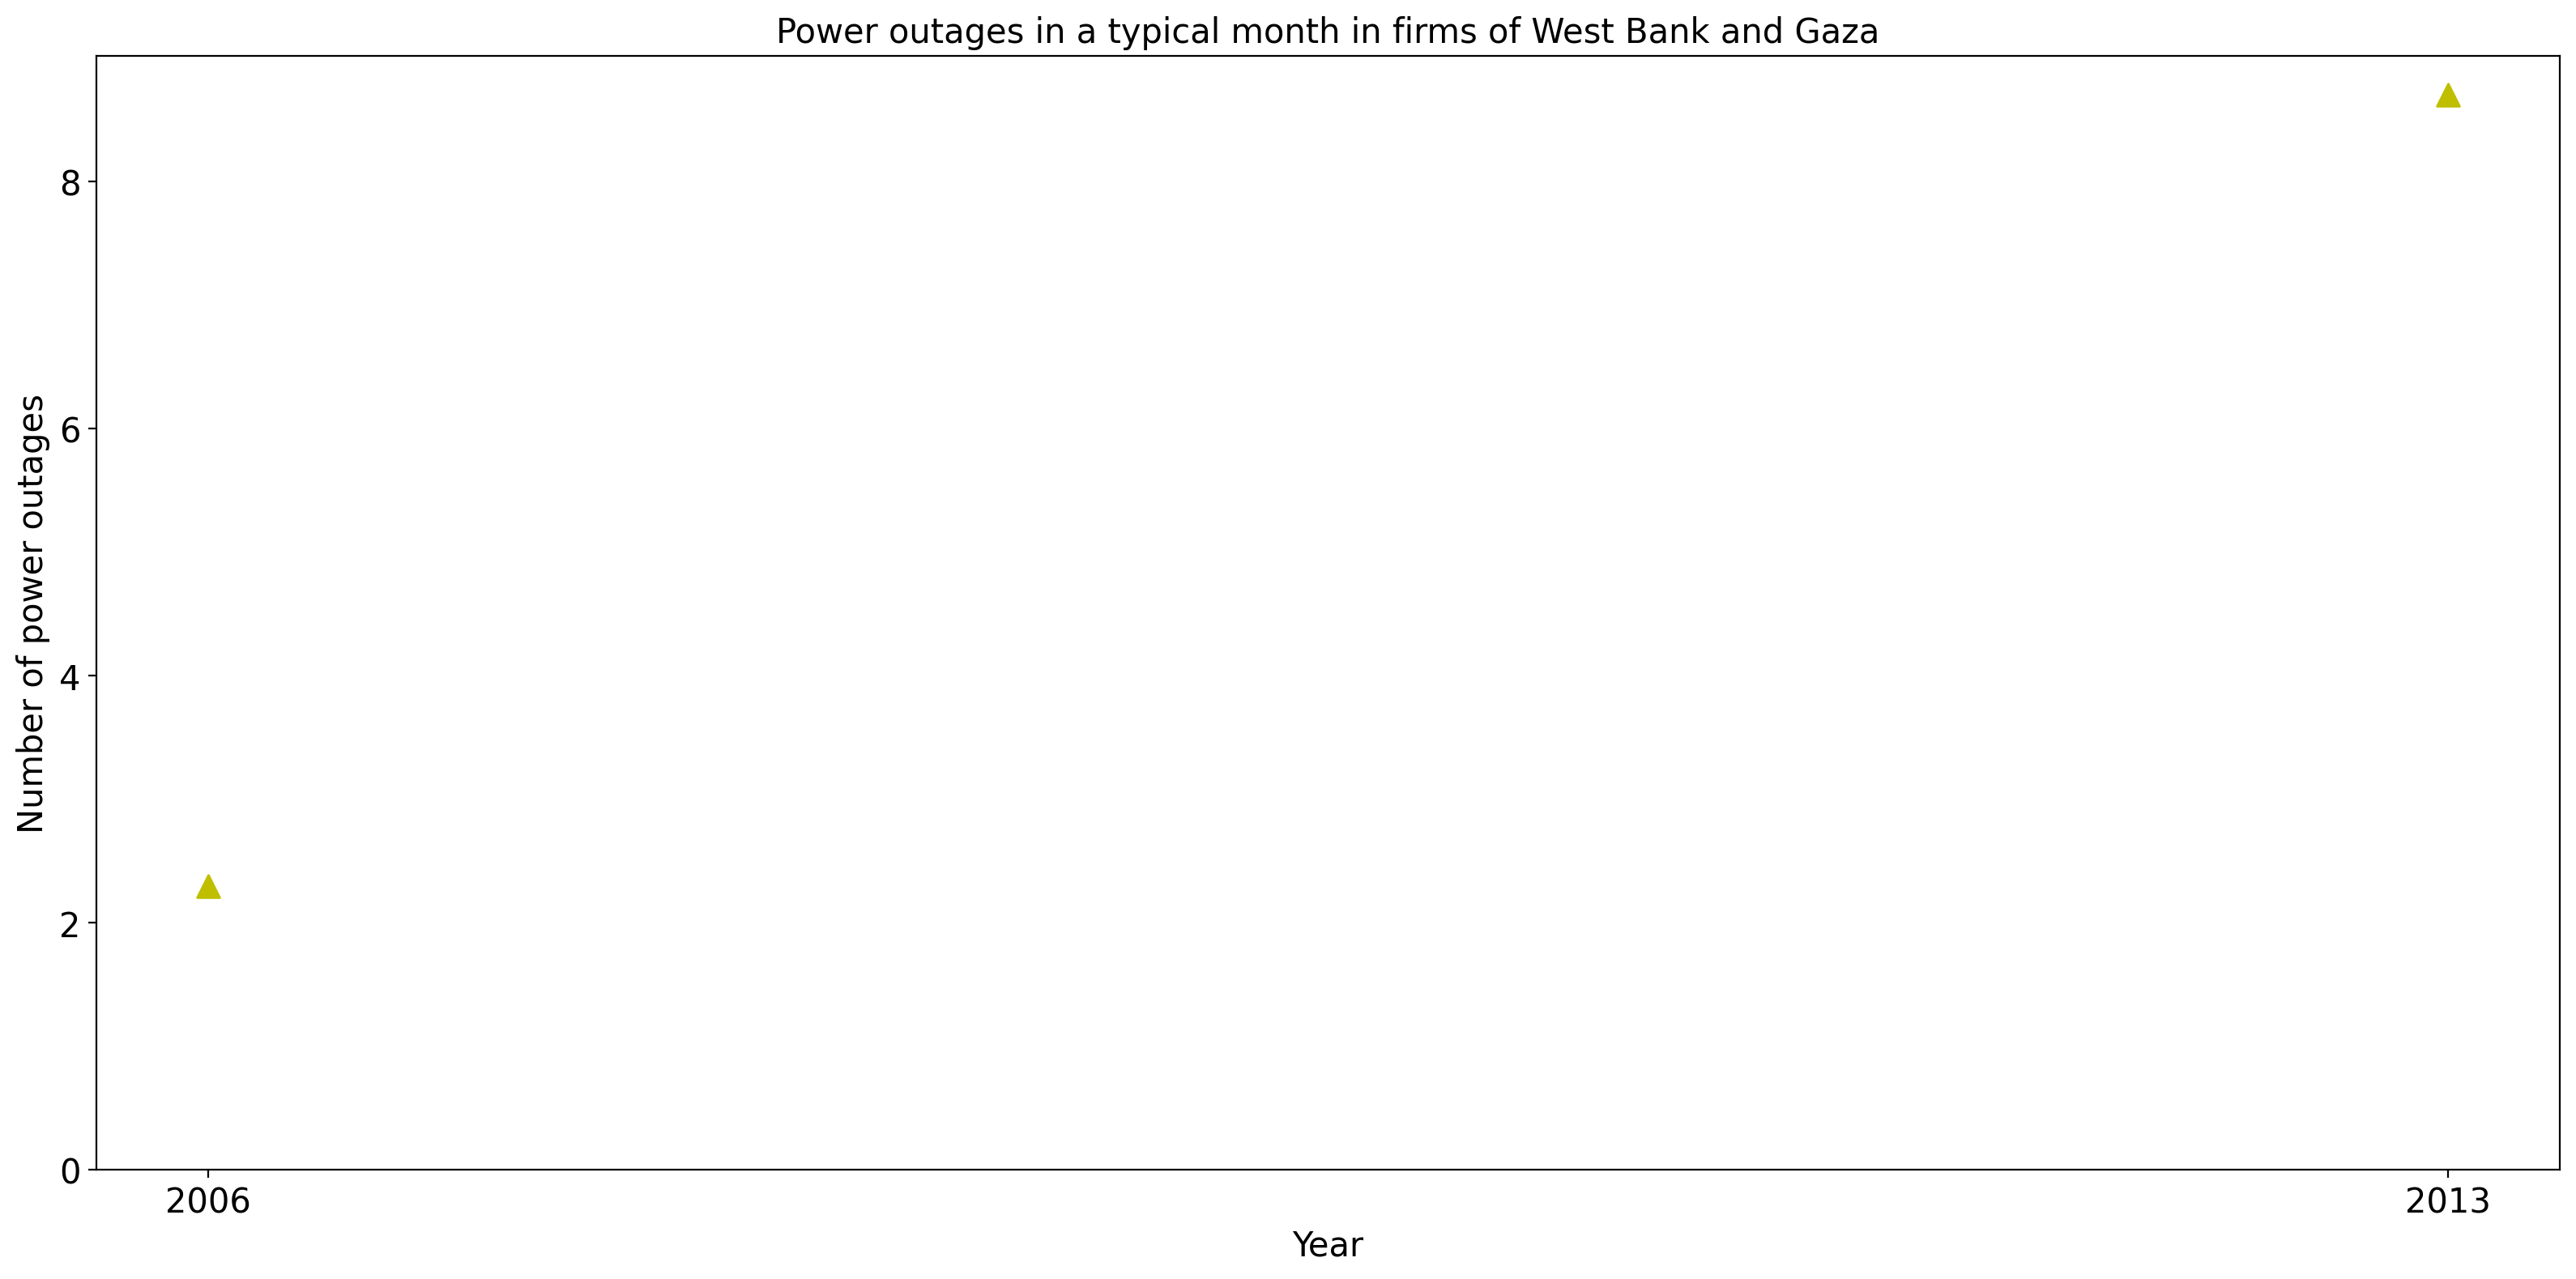 Power outages in a typical month in firms of West Bank and Gaza
Number of power outages
8
6
4
2
0
2006
2013
Year